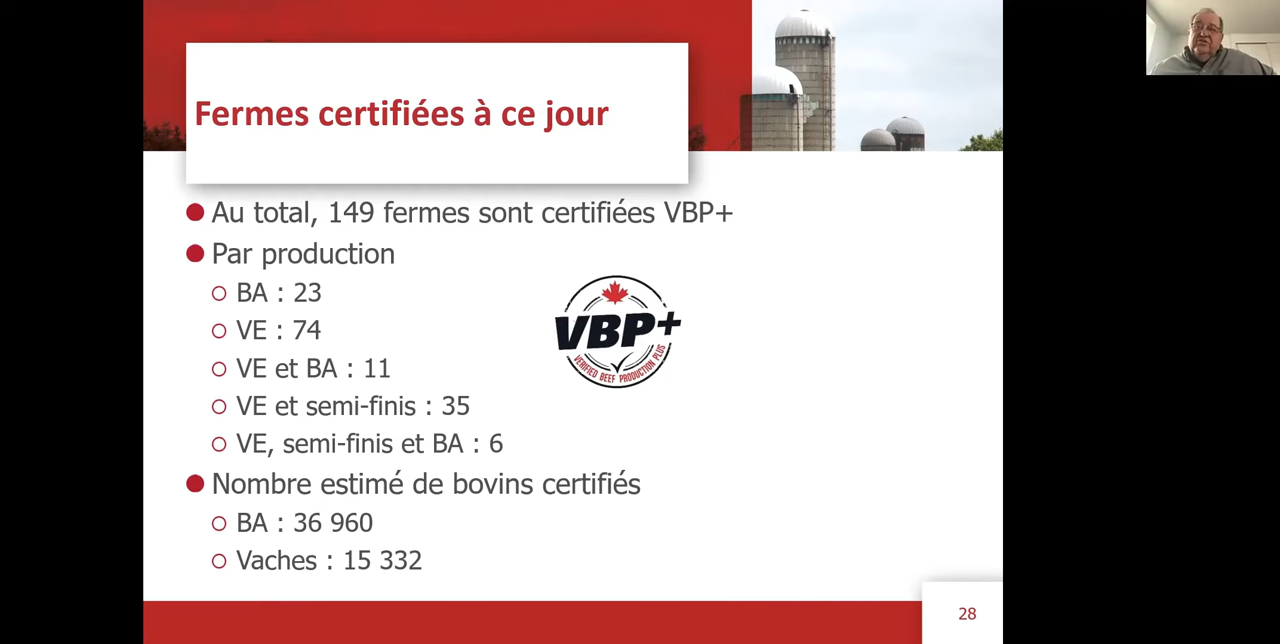 Fermes certifiées à ce jour
Au total, 149 fermes sont certifiées VBP+
Par production
BA : 23
VE : 74
VE et BA : 11
VE et semi-finis : 35
VE, semi-finis et BA : 6
VBP+
VERIFIED BEEF PRODUCTION PLUS
Nombre estimé de bovins certifiés
BA : 36 960
Vaches : 15 332
28